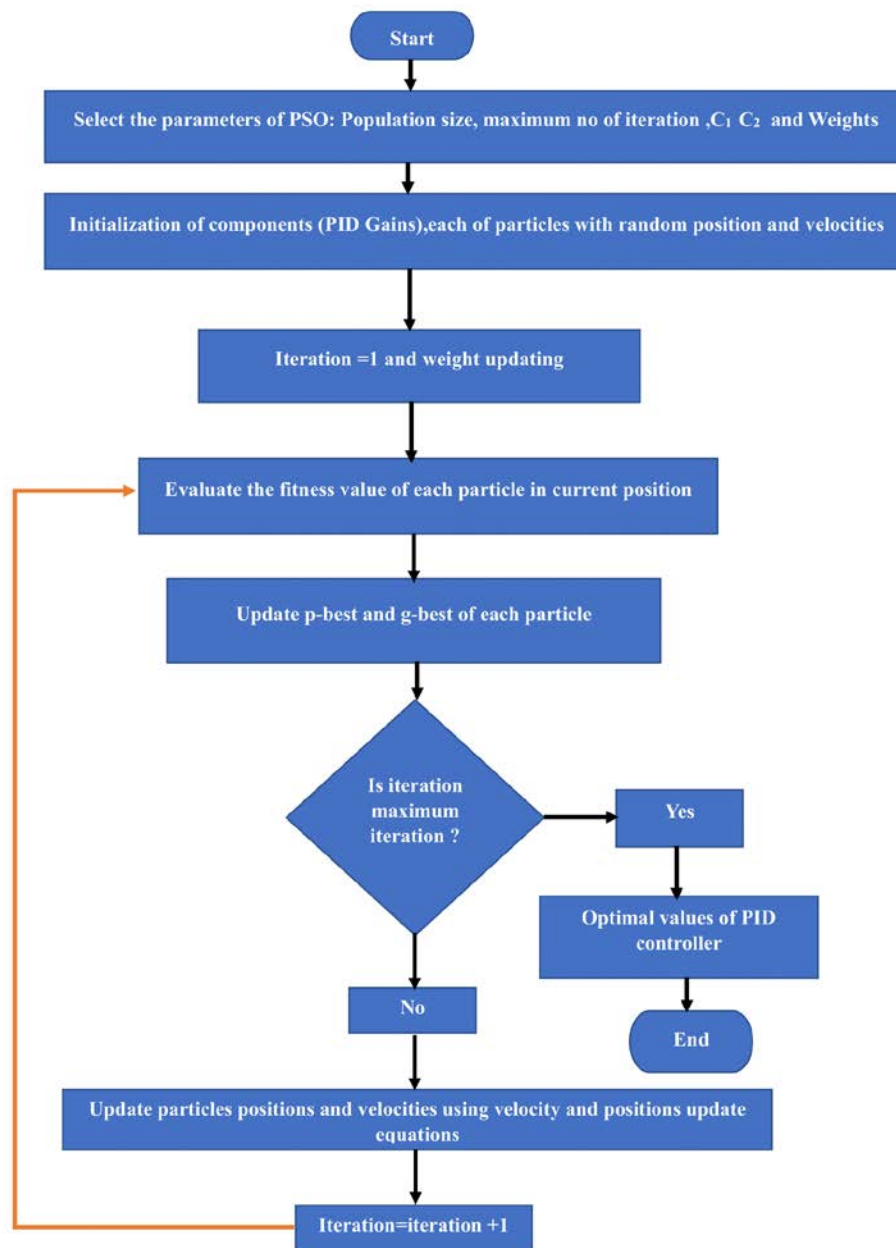 Start
Select the parameters of PSO: Population size, maximum no of iteration ,C₁ C₂ and Weights
Initialization of components (PID Gains),each of particles with random position and velocities
Iteration =1 and weight updating
Evaluate the fitness value of each particle in current position
Update p-best and g-best of each particle
Is iteration
maximum
iteration ?
Yes
Optimal values of PID
controller
No
End
Update particles positions and velocities using velocity and positions update
equations
Iteration=iteration +1